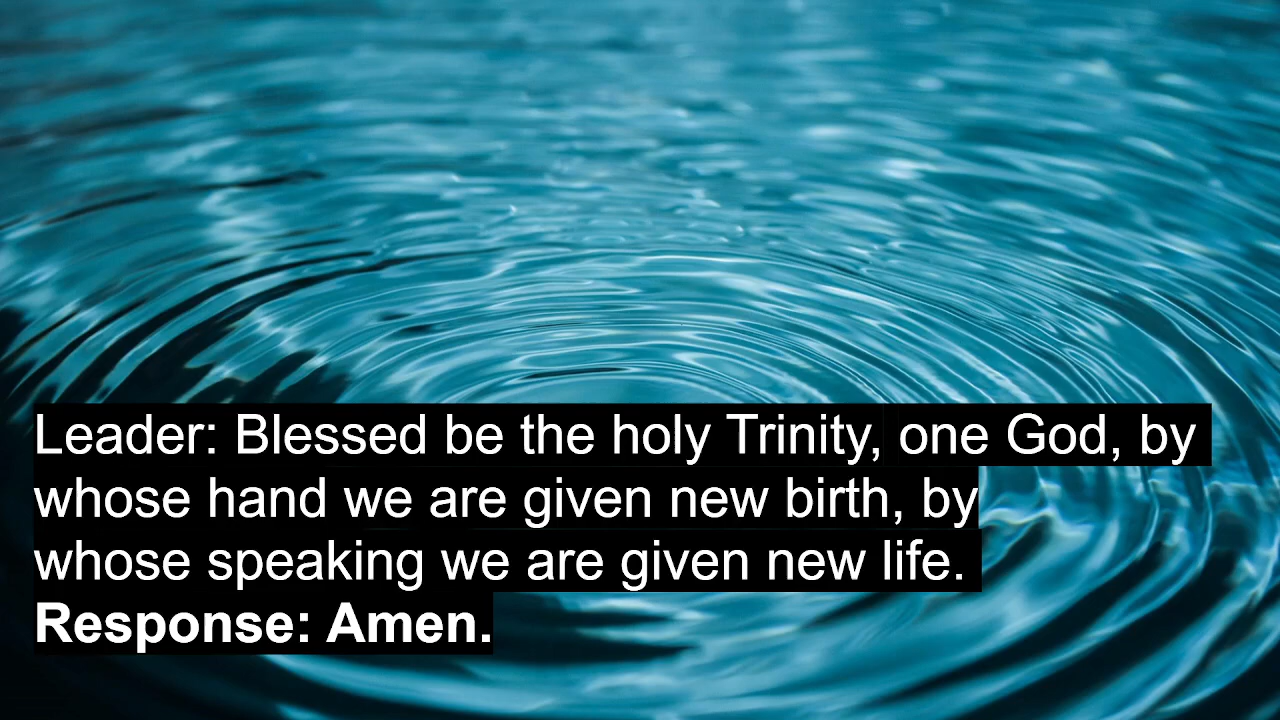 Leader: Blessed be the holy Trinity, one God, by
whose hand we are given new birth, by
whose speaking we are given new life.
Response: Amen.